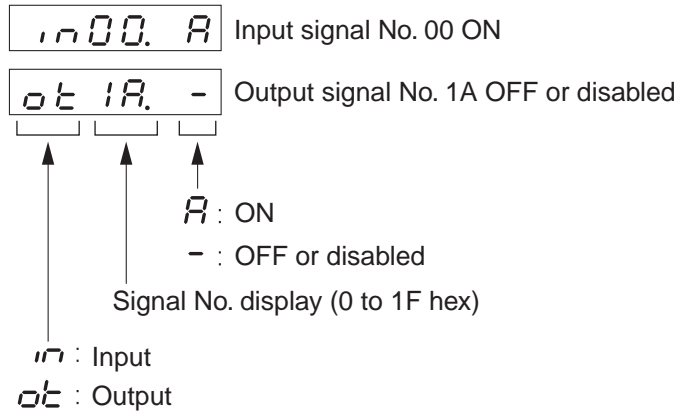 in00. A Input signal No. 00 ON
ot 1A. - Output signal No. 1A OFF or disabled
A : ON
- : OFF or disabled
Signal No. display (0 to 1F hex)
in : Input
ot : Output